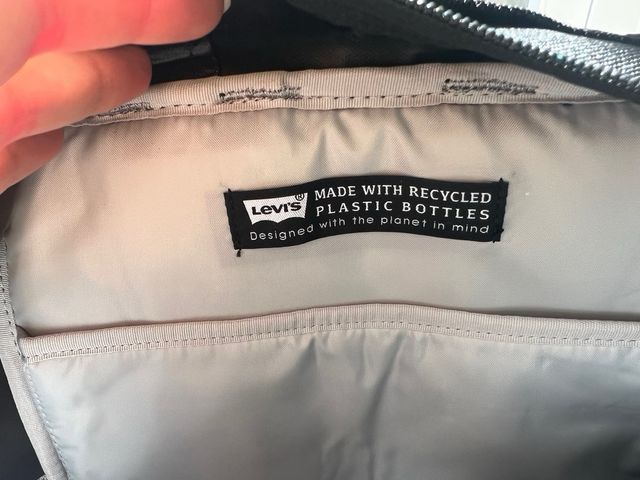 Levi's®
MADE WITH RECYCLED
PLASTIC BOTTLES
Designed with the planet in mind